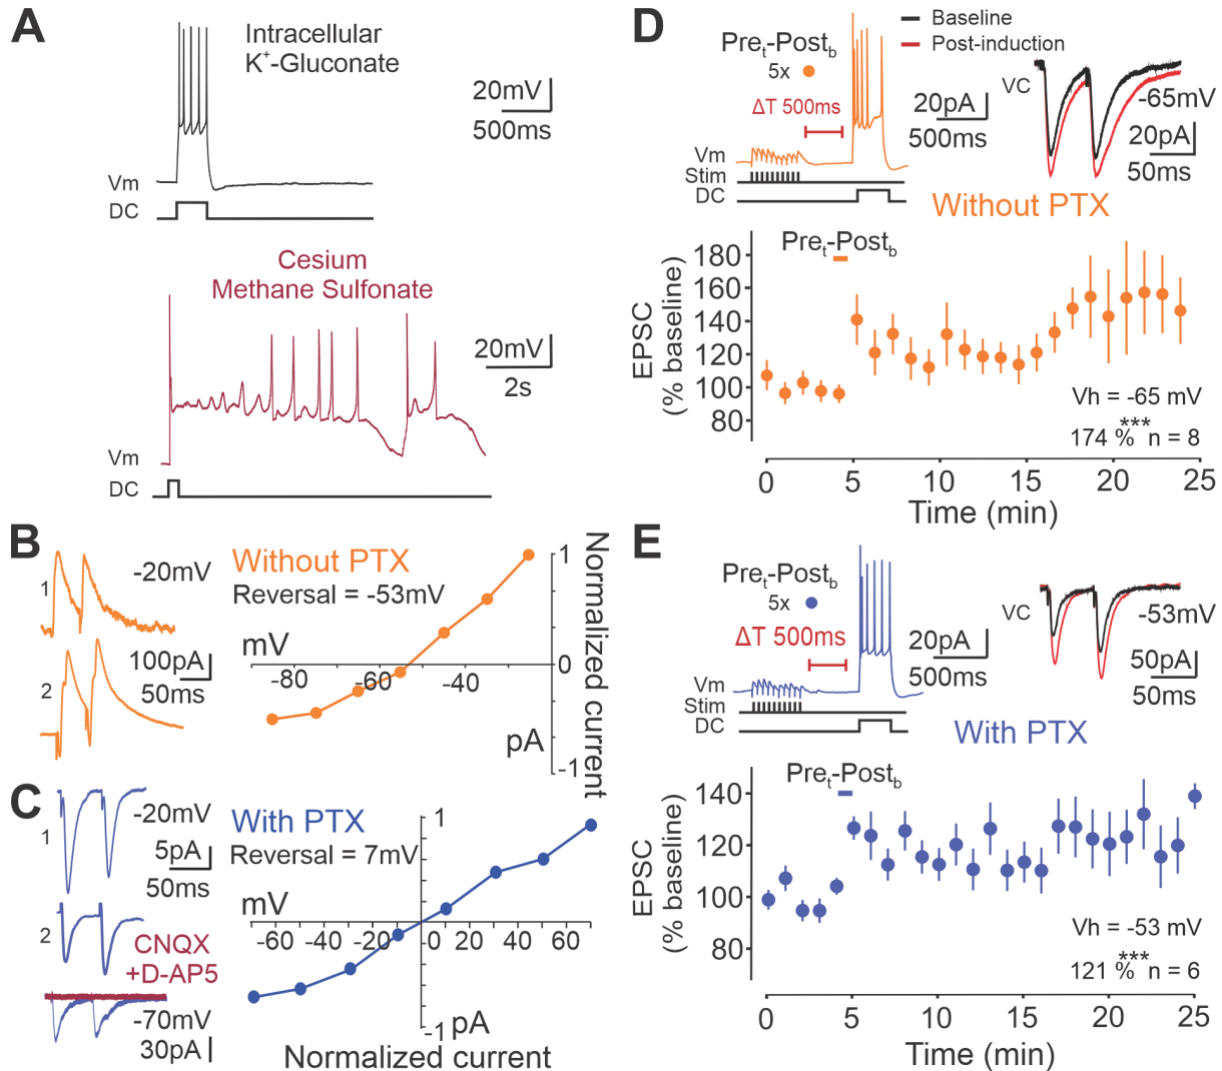 A
Intracellular
K+-Gluconate
20mV
500ms
Vm
DC
Cesium
Methane Sulfonate
20mV
2s
Vm
DC
B
1
-20mV
2
100pA
50ms
Without PTX
Reversal = -53mV
mV
-80
-60
-40
1
0
-1
pA
Normalized current
C
1
-20mV
5pA
50ms
2
CNQX
+D-AP5
-70mV
30pA
With PTX
Reversal = 7mV
mV
-60
-40
-20
0
20
40
60
1
-1
pA
Normalized current
D
Baseline
Post-induction
Pret-Postb
5x
ΔT 500ms
20pA
500ms
Vm
Stim
DC
VC
-65mV
20pA
50ms
Without PTX
Pret-Postb
EPSC
(% baseline)
180
160
140
120
100
80
Vh = -65 mV
***
174 % n = 8
0
5
10
15
20
25
Time (min)
E
Pret-Postb
5x
ΔT 500ms
20pA
500ms
Vm
Stim
DC
VC
-53mV
50pA
50ms
With PTX
Pret-Postb
EPSC
(% baseline)
140
120
100
80
Vh = -53 mV
***
121 % n = 6
0
5
10
15
20
25
Time (min)